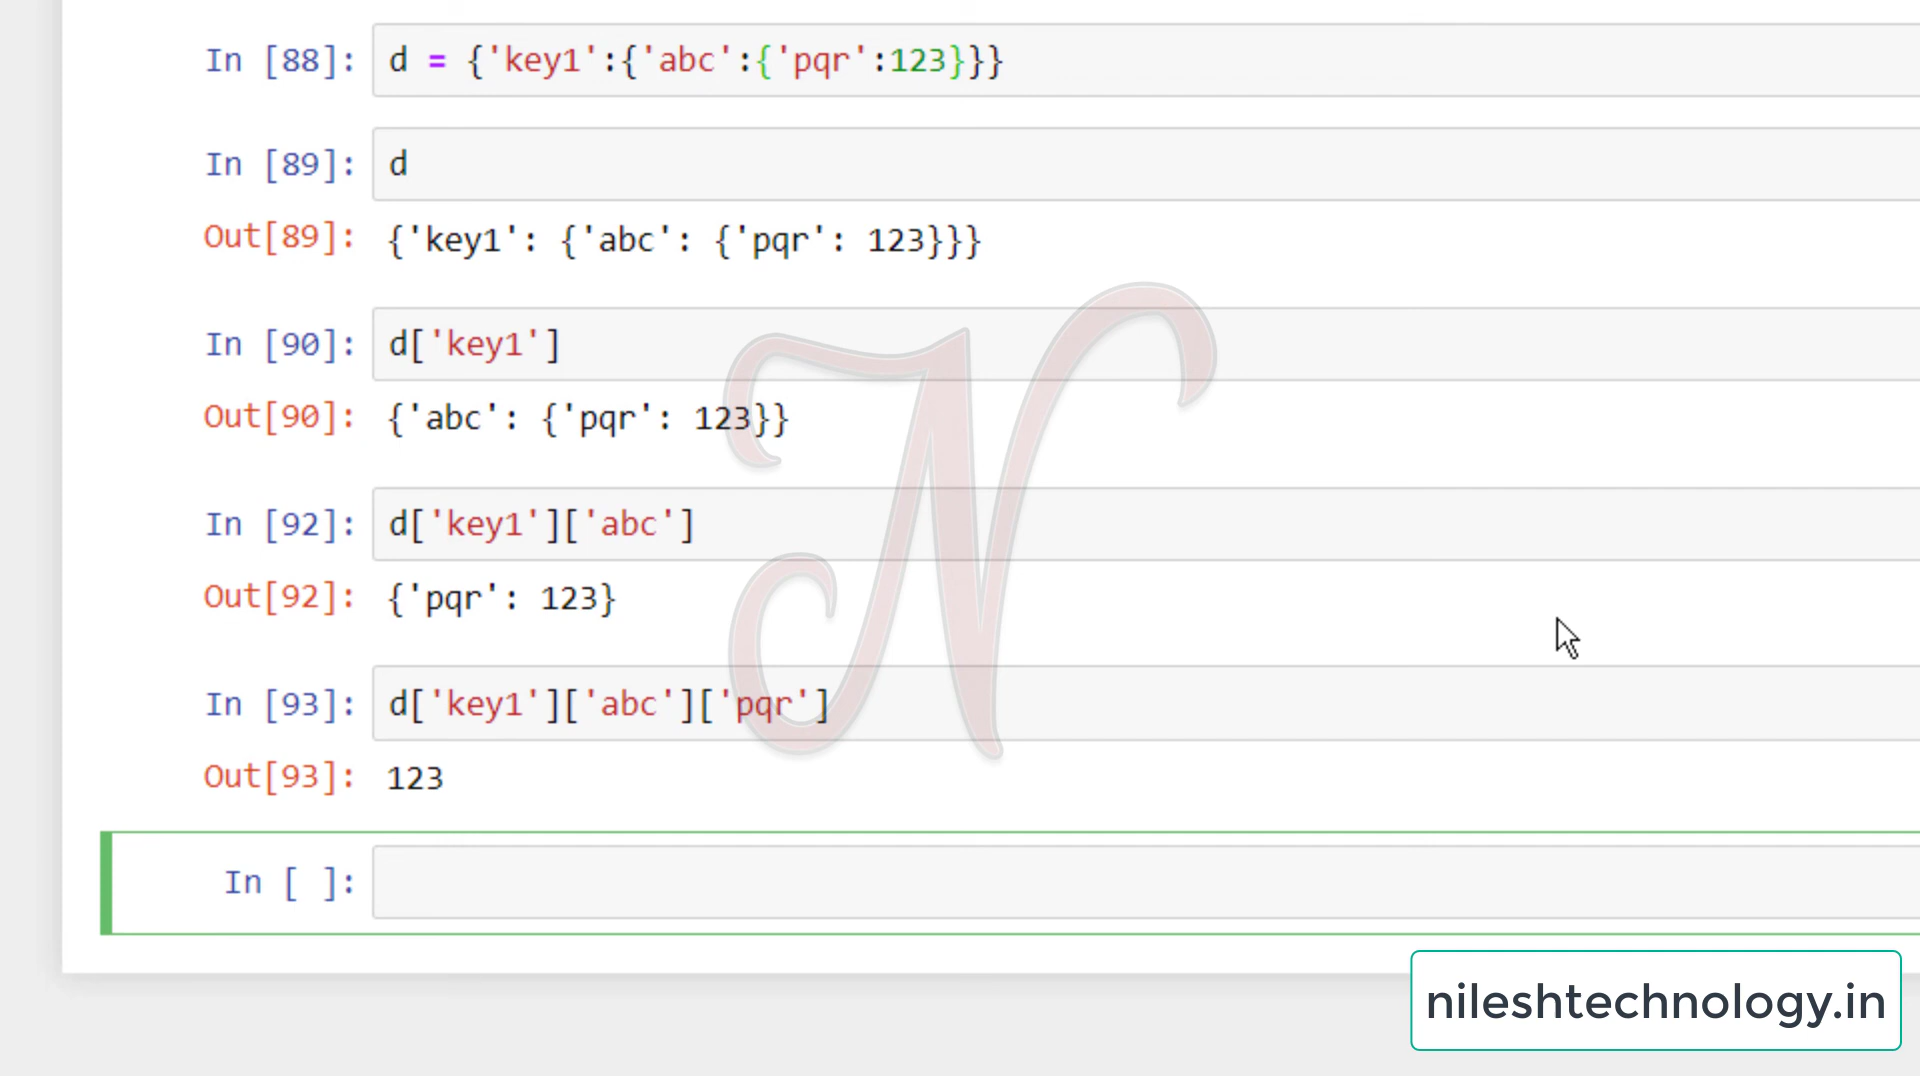 In [88]: d = {'key1':{'abc':{'pqr':123}}}
In [89]: d
Out[89]: {'key1': {'abc': {'pqr': 123}}}
In [90]: d['key1']
Out[90]: {'abc': {'pqr': 123}}
In [92]: d['key1']['abc']
Out[92]: {'pqr': 123}
In [93]: d['key1']['abc']['pqr']
Out[93]: 123
In [ ]:
N
nileshtechnology.in